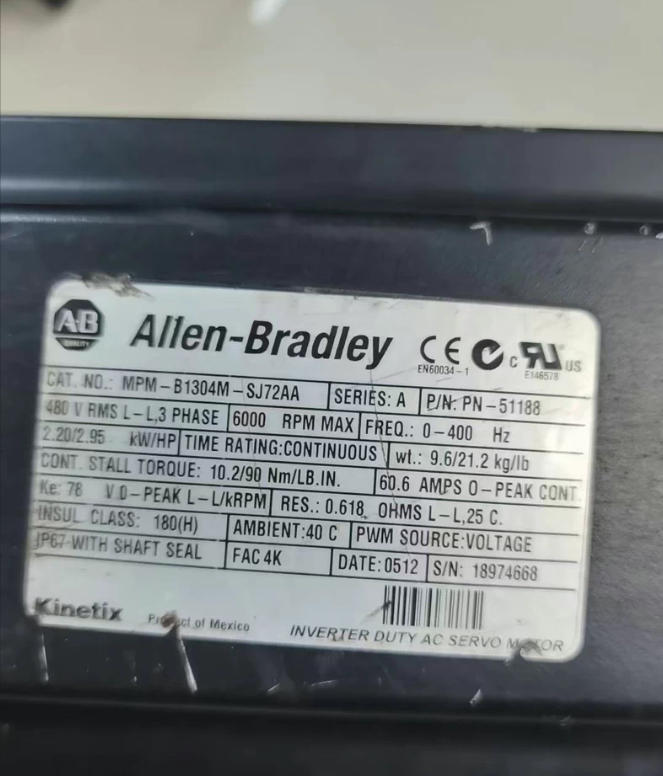 AB
QUALITY
Allen-Bradley
CE
EN60034-1
c RU US
E146578
CAT. NO.: MPM-B1304M-SJ72AA SERIES: A P/N: PN-51188
480 V RMS L-L,3 PHASE 6000 RPM MAX FREQ.: 0-400 Hz
2.20/2.95 kW/HP TIME RATING:CONTINUOUS wt.: 9.6/21.2 kg/lb
CONT. STALL TORQUE: 10.2/90 Nm/LB.IN. 60.6 AMPS 0-PEAK CONT.
Ke: 78 V 0-PEAK L-L/kRPM RES.: 0.618 OHMS L-L,25 C.
INSUL CLASS: 180(H) AMBIENT:40 C PWM SOURCE:VOLTAGE
IP67 WITH SHAFT SEAL FAC 4K DATE:0512 S/N: 18974668
Kinetix Product of Mexico
INVERTER DUTY AC SERVO MOTOR